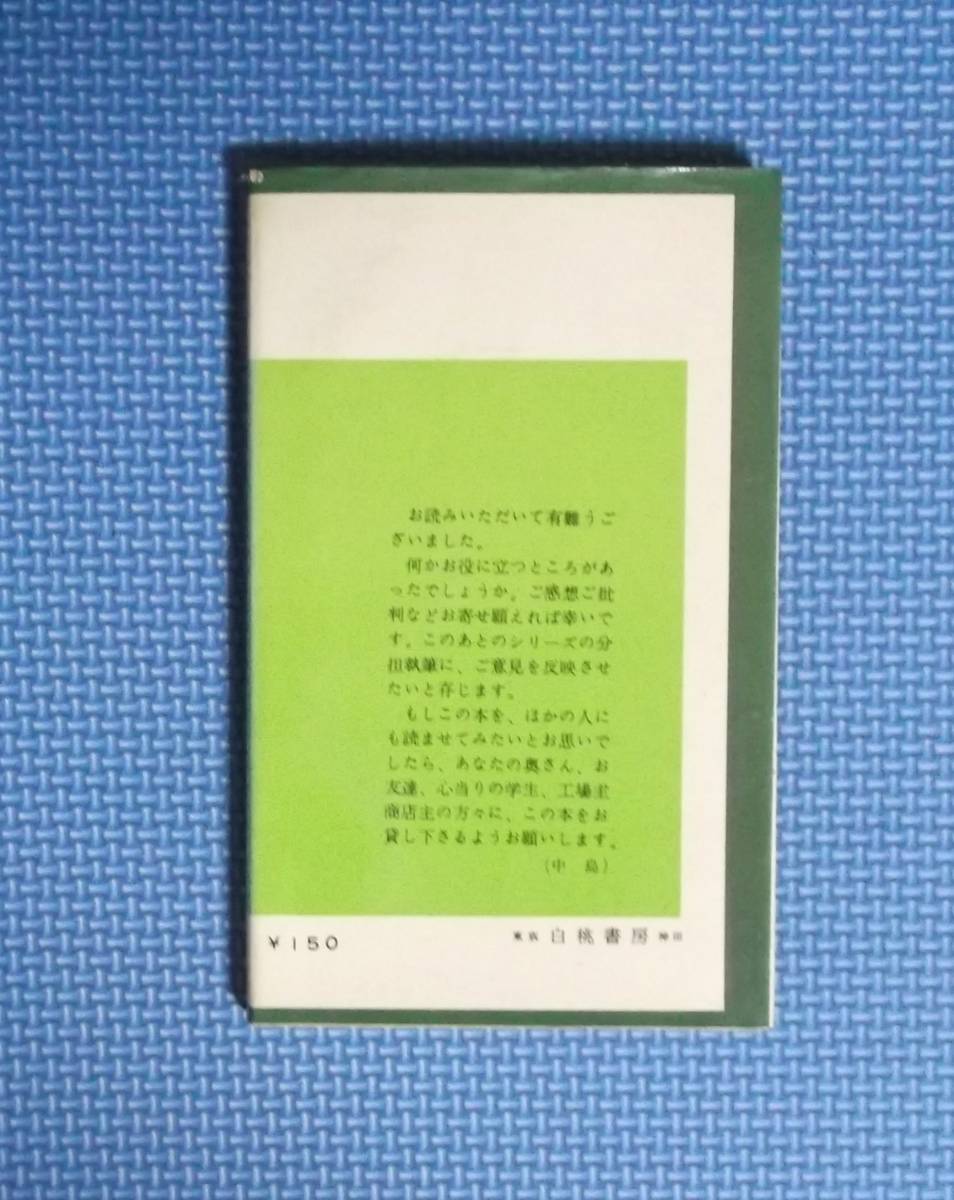 お読みいただいて有難うご
ざいました。
何かお役に立つところがあ
ったでしょうか。ご感想ご批
判などお寄せ願えれば幸いで
す。このあとのシリーズの分
担執筆に、ご意見を反映させ
たいと存じます。
もしこの本を、ほかの人に
も読ませてみたいとお思いで
したら、あなたの奥さん、お
友達、心当りの学生、工場主
商店主の方々に、この本をお
貸し下さるようお願いします。
(中島)
¥150
東京 白桃書房 神田